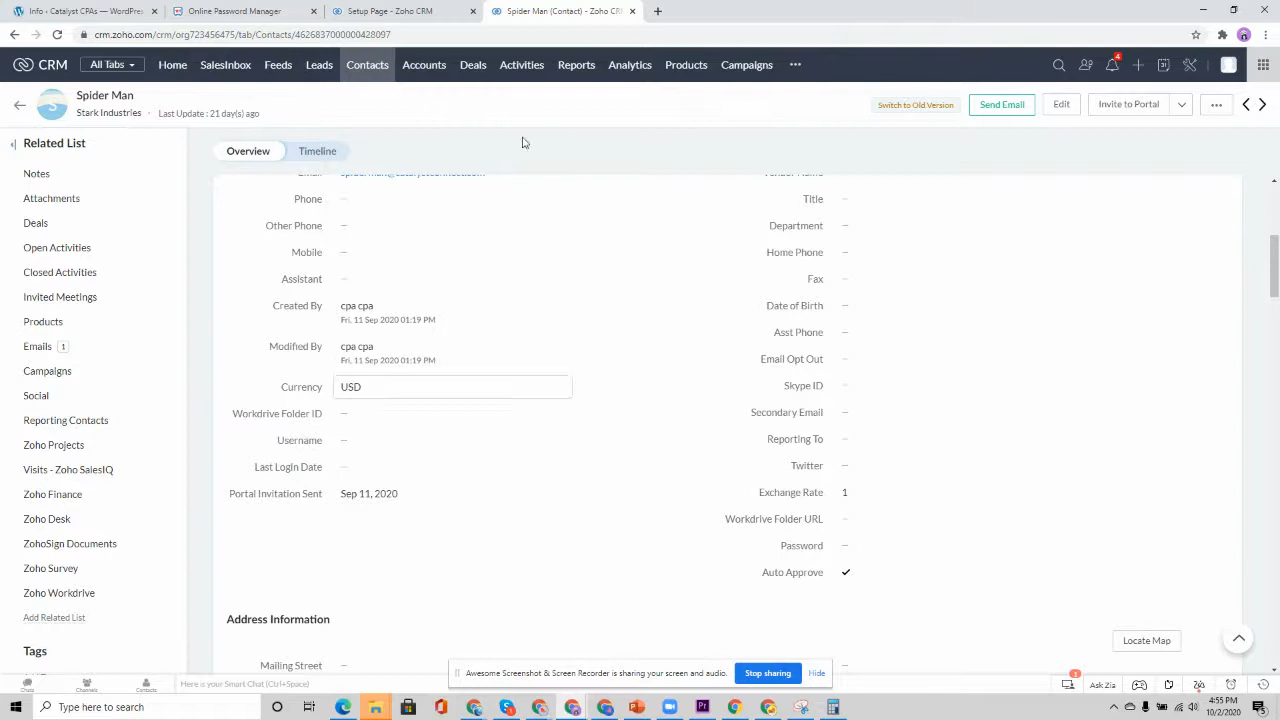 Info ‹ Catalyst CPAs — WordPres ×
Online Password Manager ×
Setup Page - Zoho CRM ×
Spider Man (Contact) - Zoho CR ×
crm.zoho.com/crm/org723456475/tab/Contacts/4626837000000428097
CRM All Tabs Home SalesInbox Feeds Leads Contacts Accounts Deals Activities Reports Analytics Products Campaigns ••• 4
Spider Man
Stark Industries Last Update : 21 day(s) ago
Switch to Old Version Send Email Edit Invite to Portal •••
Related List
Notes
Attachments
Deals
Open Activities
Closed Activities
Invited Meetings
Products
Emails 1
Campaigns
Social
Reporting Contacts
Zoho Projects
Visits - Zoho SalesIQ
Zoho Finance
Zoho Desk
ZohoSign Documents
Zoho Survey
Zoho Workdrive
Add Related List
Tags
Overview Timeline
Phone —
Other Phone —
Mobile —
Assistant —
Created By cpa cpa
Fri, 11 Sep 2020 01:19 PM
Modified By cpa cpa
Fri, 11 Sep 2020 01:19 PM
Currency USD
Workdrive Folder ID —
Username —
Last Login Date —
Portal Invitation Sent Sep 11, 2020
Title —
Department —
Home Phone —
Fax —
Date of Birth —
Asst Phone —
Email Opt Out —
Skype ID —
Secondary Email —
Reporting To —
Twitter —
Exchange Rate 1
Workdrive Folder URL —
Password —
Auto Approve
Address Information
Locate Map
Mailing Street —
Awesome Screenshot & Screen Recorder is sharing your screen and audio. Stop sharing Hide
Chats Channels Contacts Here is your Smart Chat (Ctrl+Space)
1 Ask Zia
Type here to search
4:55 PM
10/2/2020